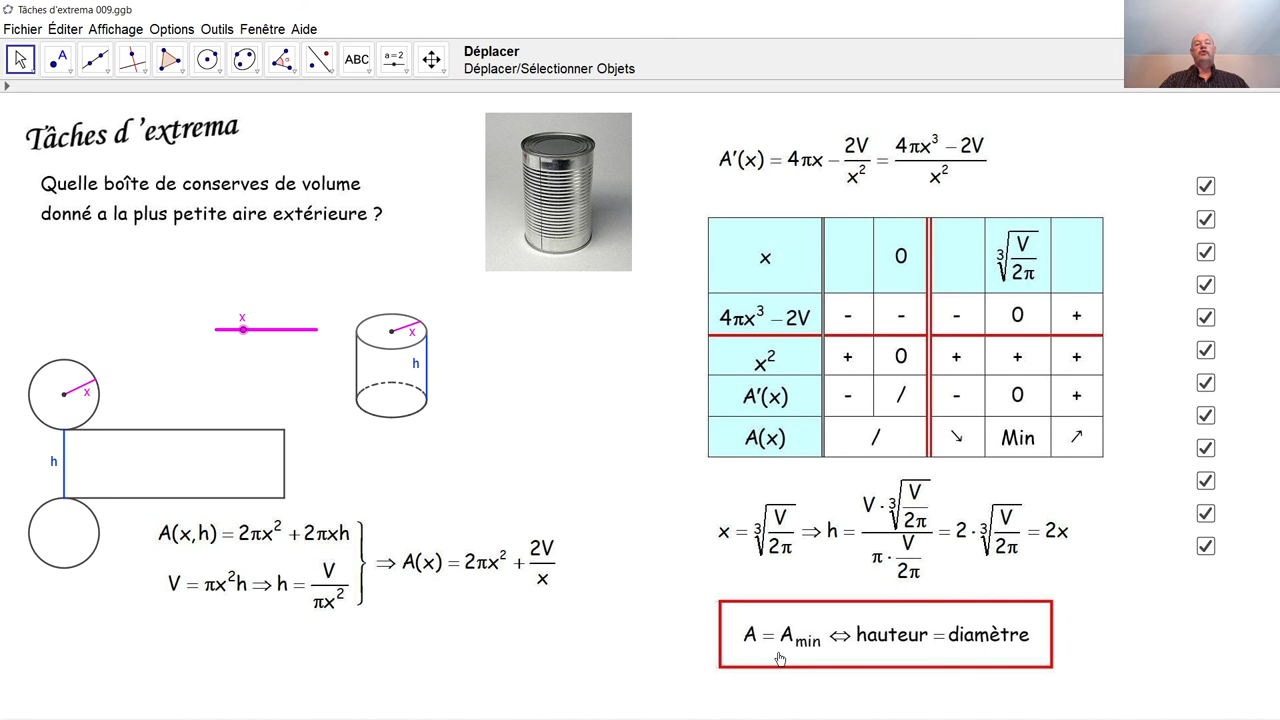 Tâches d'extrema 009.ggb
Fichier Éditer Affichage Options Outils Fenêtre Aide
A ABC a=2
Déplacer
Déplacer/Sélectionner Objets
Tâches d'extrema
Quelle boîte de conserves de volume
donné a la plus petite aire extérieure ?
x
x
h
x
h
A(x,h) = 2πx² + 2πxh
V = πx²h ⇒ h = V/(πx²)
⇒ A(x) = 2πx² + 2V/x
A'(x) = 4πx − 2V/x² = (4πx³ − 2V)/x²
x 0 ∛(V/2π)
4πx³ − 2V - - - 0 +
x² + 0 + + +
A'(x) - / - 0 +
A(x) / ↘ Min ↗
x = ∛(V/2π) ⇒ h = (V · ∛(V/2π))/(π · V/2π) = 2 · ∛(V/2π) = 2x
A = Amin ⇔ hauteur = diamètre